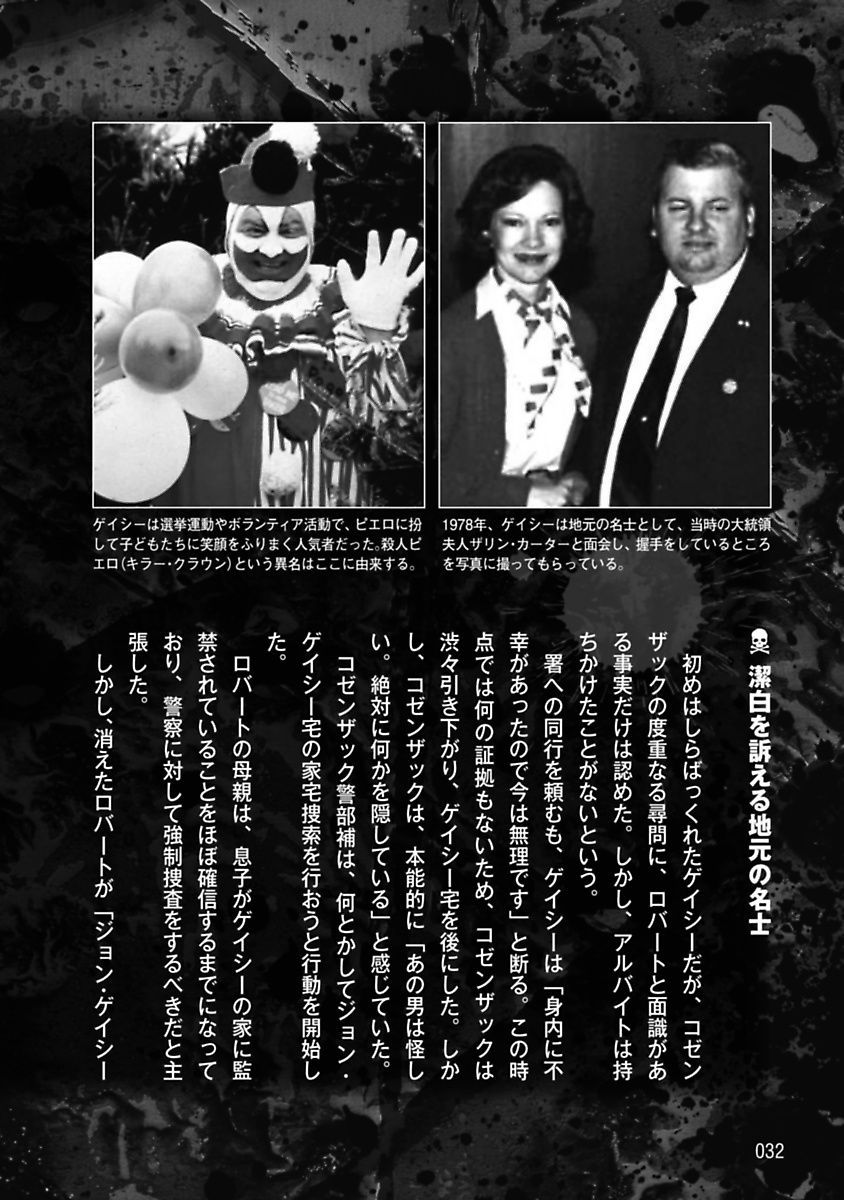 ゲイシーは選挙運動やボランティア活動で、ピエロに扮
して子どもたちに笑顔をふりまく人気者だった。殺人ピ
エロ（キラー・クラウン）という異名はここに由来する。
1978年、ゲイシーは地元の名士として、当時の大統領
夫人ザリン・カーターと面会し、握手をしているところ
を写真に撮ってもらっている。
潔白を訴える地元の名士
初めはしらばっくれたゲイシーだが、コゼン
ザックの度重なる尋問に、ロバートと面識があ
る事実だけは認めた。しかし、アルバイトは持
ちかけたことがないという。
署への同行を頼むも、ゲイシーは「身内に不
幸があったので今は無理です」と断る。この時
点では何の証拠もないため、コゼンザックは
渋々引き下がり、ゲイシー宅を後にした。しか
し、コゼンザックは、本能的に「あの男は怪し
い。絶対に何かを隠している」と感じていた。
コゼンザック警部補は、何とかしてジョン・
ゲイシー宅の家宅捜索を行おうと行動を開始し
た。
ロバートの母親は、息子がゲイシーの家に監
禁されていることをほぼ確信するまでになって
おり、警察に対して強制捜査をするべきだと主
張した。
しかし、消えたロバートが「ジョン・ゲイシー
032